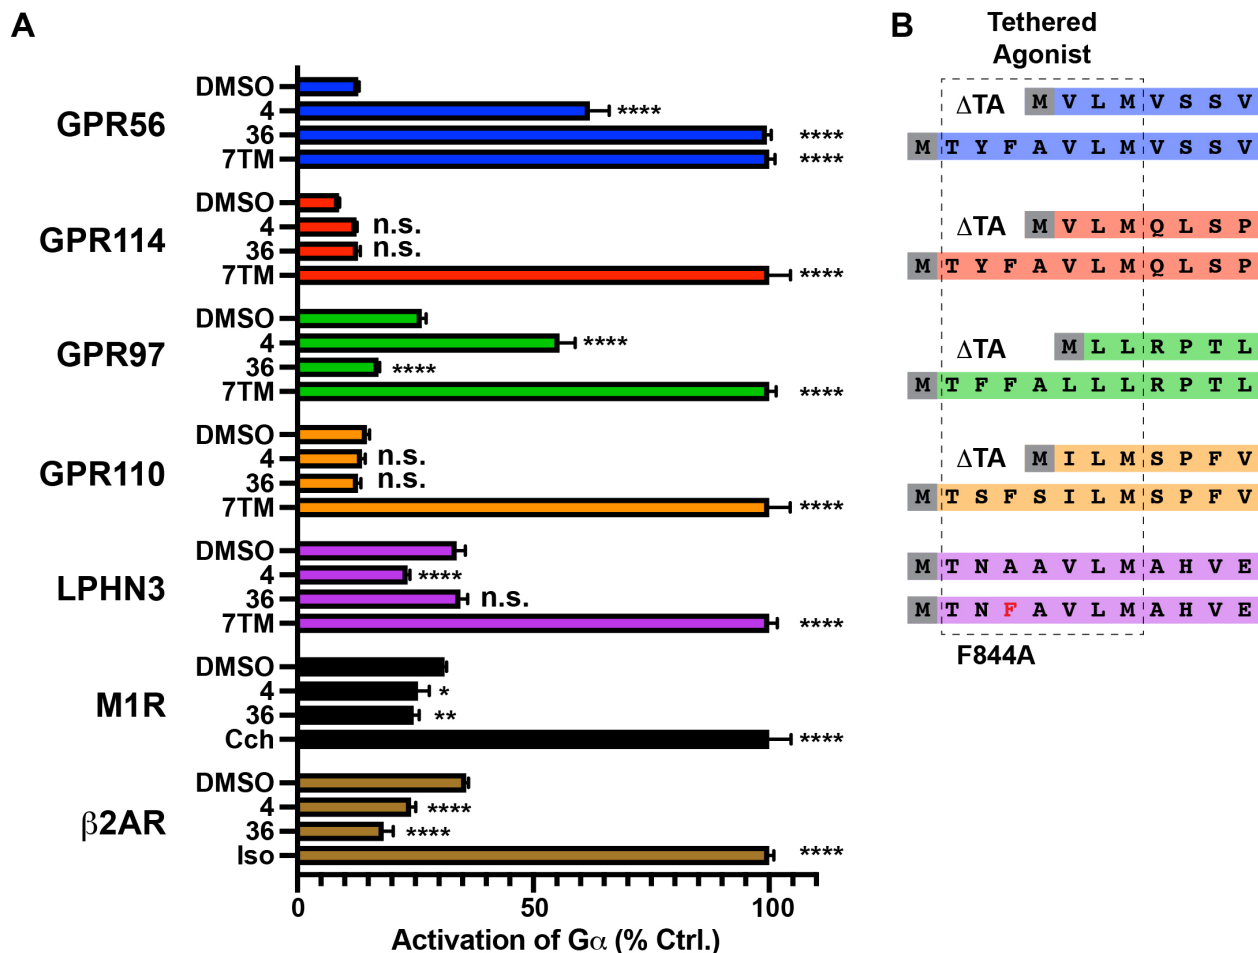 A
GPR56
DMSO
4 ****
36 ****
7TM ****
GPR114
DMSO
4 n.s.
36 n.s.
7TM ****
GPR97
DMSO
4 ****
36 ****
7TM ****
GPR110
DMSO
4 n.s.
36 n.s.
7TM ****
LPHN3
DMSO
4 ****
36 n.s.
7TM ****
M1R
DMSO
4 *
36 **
Cch ****
β2AR
DMSO
4 ****
36 ****
Iso ****
0 50 100
Activation of Gα (% Ctrl.)
B
Tethered
Agonist
ΔTA M V L M V S S V
M T Y F A V L M V S S V
ΔTA M V L M Q L S P
M T Y F A V L M Q L S P
ΔTA M L L R P T L
M T F F A L L L R P T L
ΔTA M I L M S P F V
M T S F S I L M S P F V
M T N A A V L M A H V E
M T N F A V L M A H V E
F844A